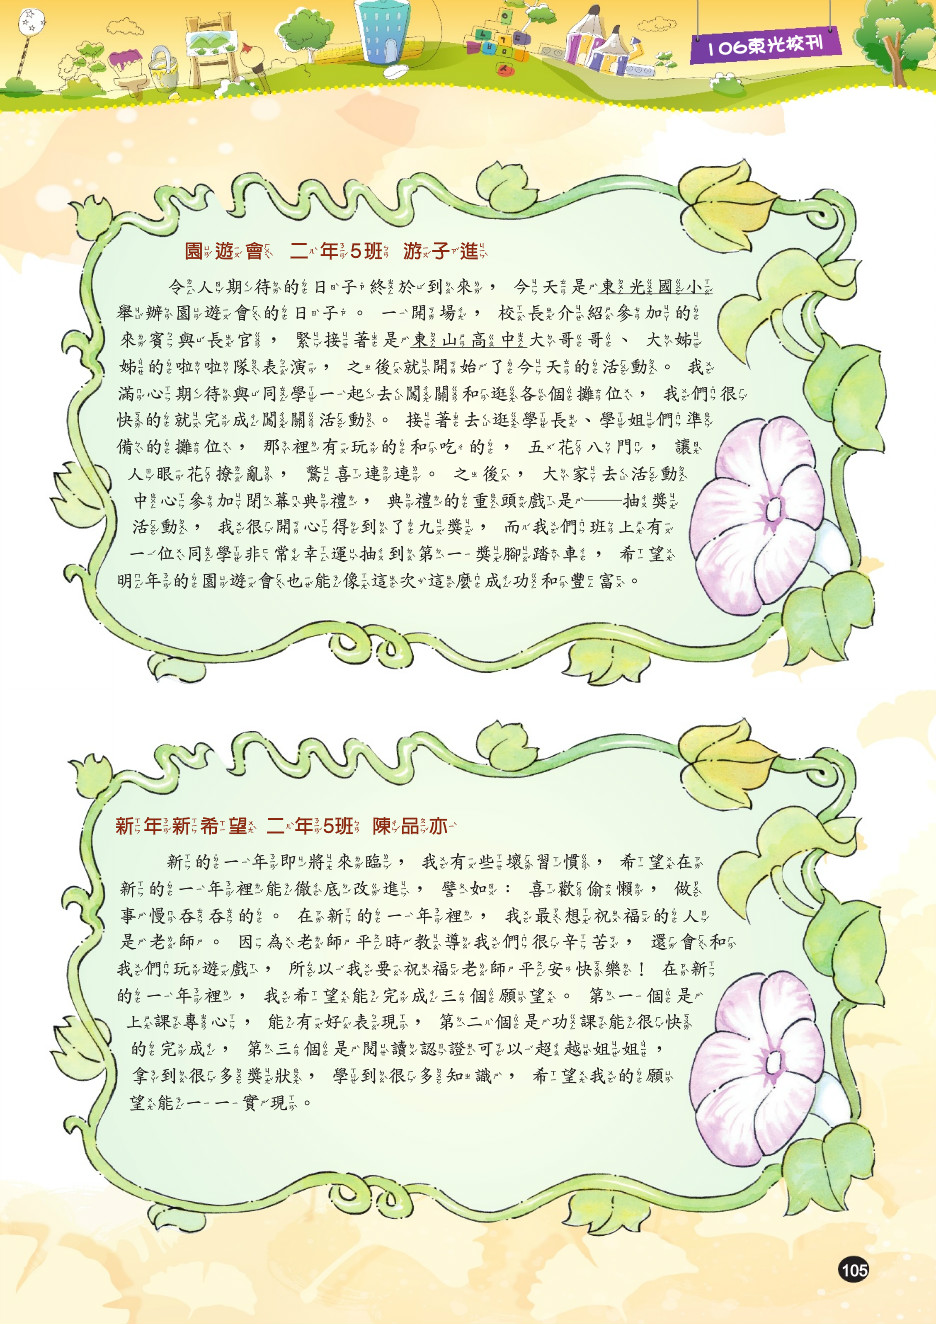 106東光校刊
園遊會 二年5班 游子進
令人期待的日子終於到來，今天是東光國小
舉辦園遊會的日子。一開場，校長介紹參加的
來賓與長官，緊接著是東山高中大哥哥、大姊
姊的啦啦隊表演，之後就開始了今天的活動。我
滿心期待與同學一起去闖關和逛各個攤位，我們很
快的就完成闖關活動。接著去逛學長、學姐們準
備的攤位，那裡有玩的和吃的，五花八門，讓
人眼花撩亂，驚喜連連。之後，大家去活動
中心參加閉幕典禮，典禮的重頭戲是──抽獎
活動，我很開心得到了九獎，而我們班上有
一位同學非常幸運抽到第一獎腳踏車，希望
明年的園遊會也能像這次這麼成功和豐富。
新年新希望 二年5班 陳品亦
新的一年即將來臨，我有些壞習慣，希望在
新的一年裡能徹底改進，譬如：喜歡偷懶，做
事慢吞吞的。在新的一年裡，我最想祝福的人
是老師。因為老師平時教導我們很辛苦，還會和
我們玩遊戲，所以我要祝福老師平安快樂！在新
的一年裡，我希望能完成三個願望。第一個是
上課專心，能有好表現，第二個是功課能很快
的完成，第三個是閱讀認證可以超越姐姐，
拿到很多獎狀，學到很多知識，希望我的願
望能一一實現。
105